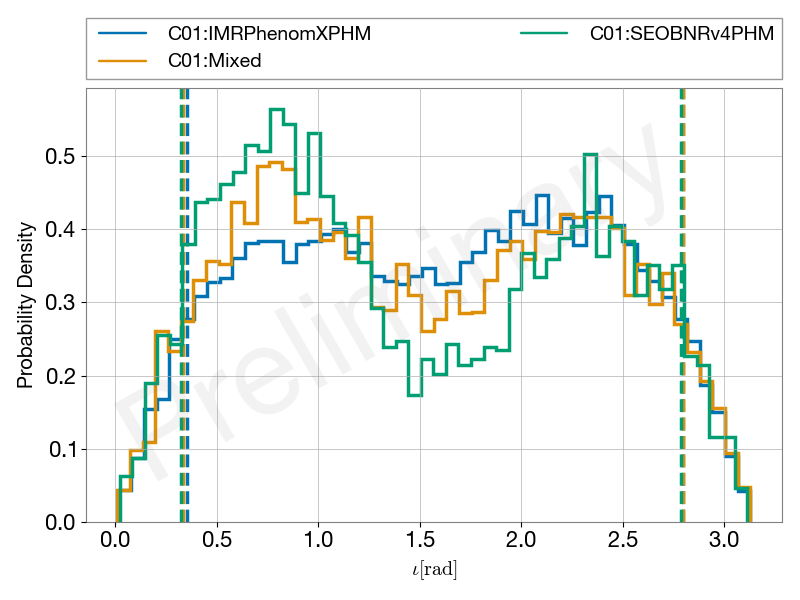 C01:IMRPhenomXPHM
C01:Mixed
C01:SEOBNRv4PHM
Preliminary
Probability Density
0.5
0.4
0.3
0.2
0.1
0.0
0.0 0.5 1.0 1.5 2.0 2.5 3.0
ι[rad]